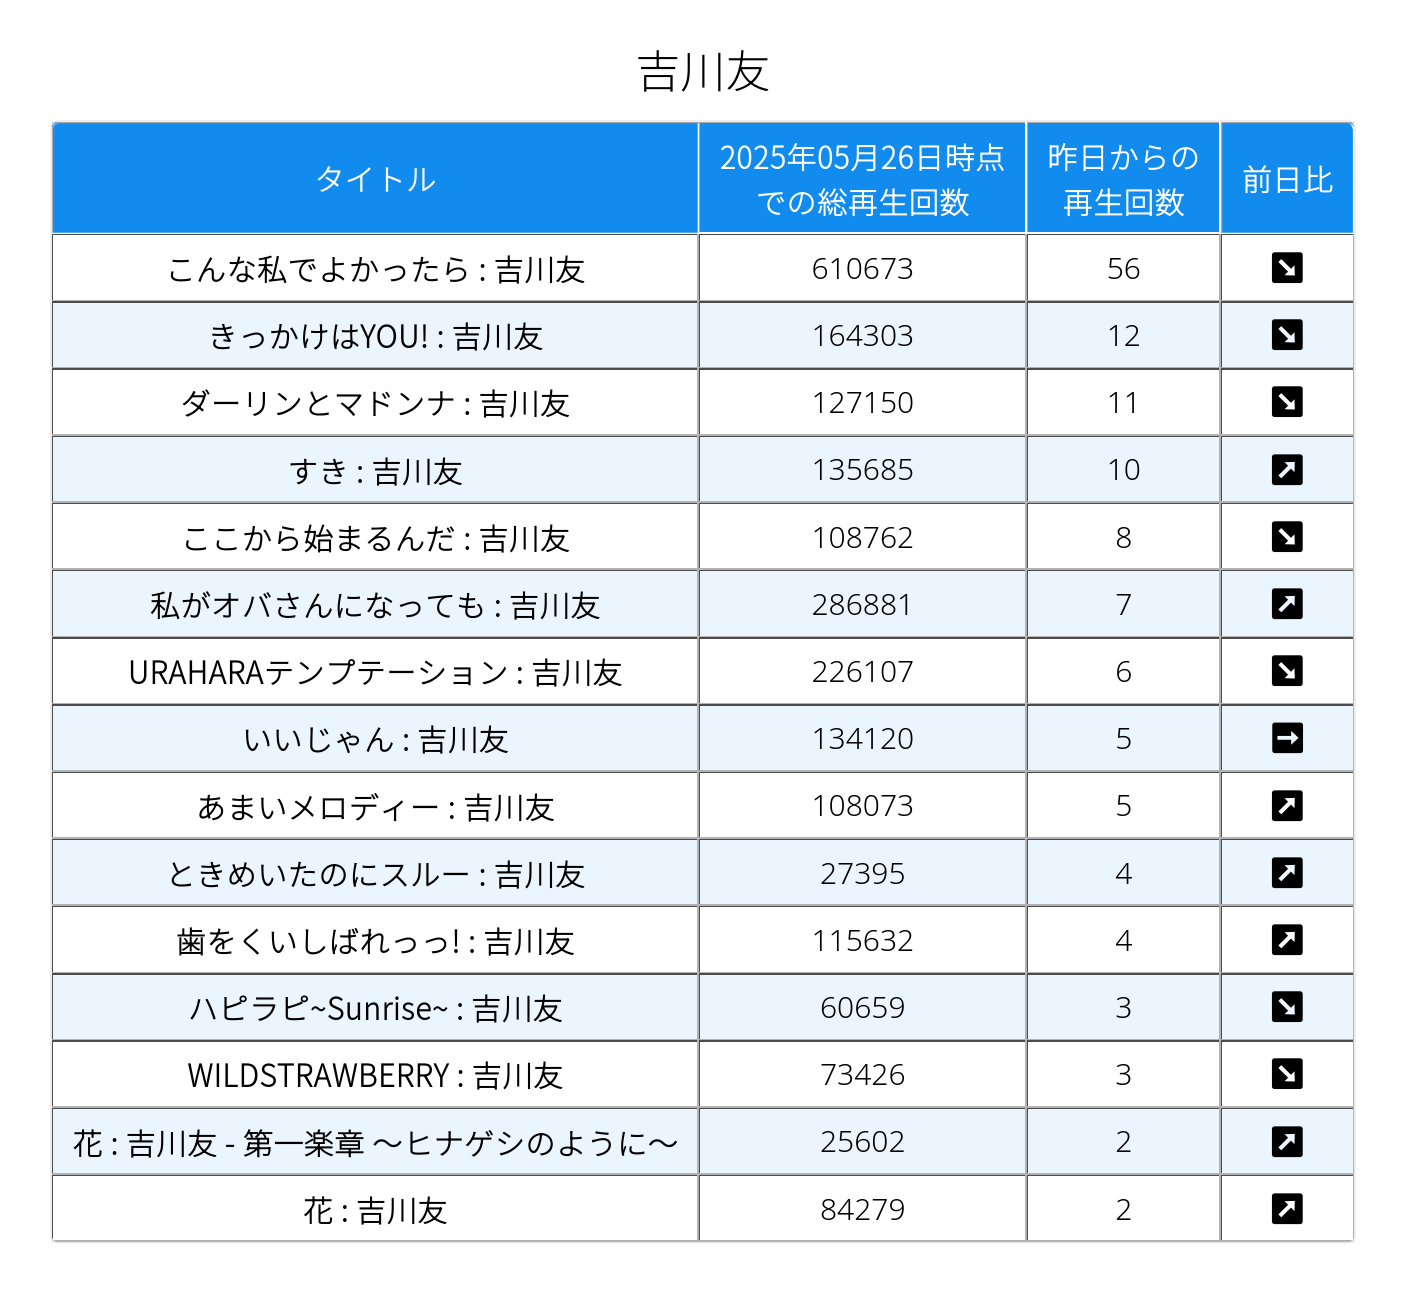 吉川友
タイトル 2025年05月26日時点での総再生回数 昨日からの再生回数 前日比
こんな私でよかったら : 吉川友 610673 56 ↘
きっかけはYOU! : 吉川友 164303 12 ↘
ダーリンとマドンナ : 吉川友 127150 11 ↘
すき : 吉川友 135685 10 ↗
ここから始まるんだ : 吉川友 108762 8 ↘
私がオバさんになっても : 吉川友 286881 7 ↗
URAHARAテンプテーション : 吉川友 226107 6 ↘
いいじゃん : 吉川友 134120 5 →
あまいメロディー : 吉川友 108073 5 ↗
ときめいたのにスルー : 吉川友 27395 4 ↗
歯をくいしばれっっ! : 吉川友 115632 4 ↗
ハピラピ~Sunrise~ : 吉川友 60659 3 ↘
WILDSTRAWBERRY : 吉川友 73426 3 ↘
花 : 吉川友 - 第一楽章 ～ヒナゲシのように～ 25602 2 ↗
花 : 吉川友 84279 2 ↗